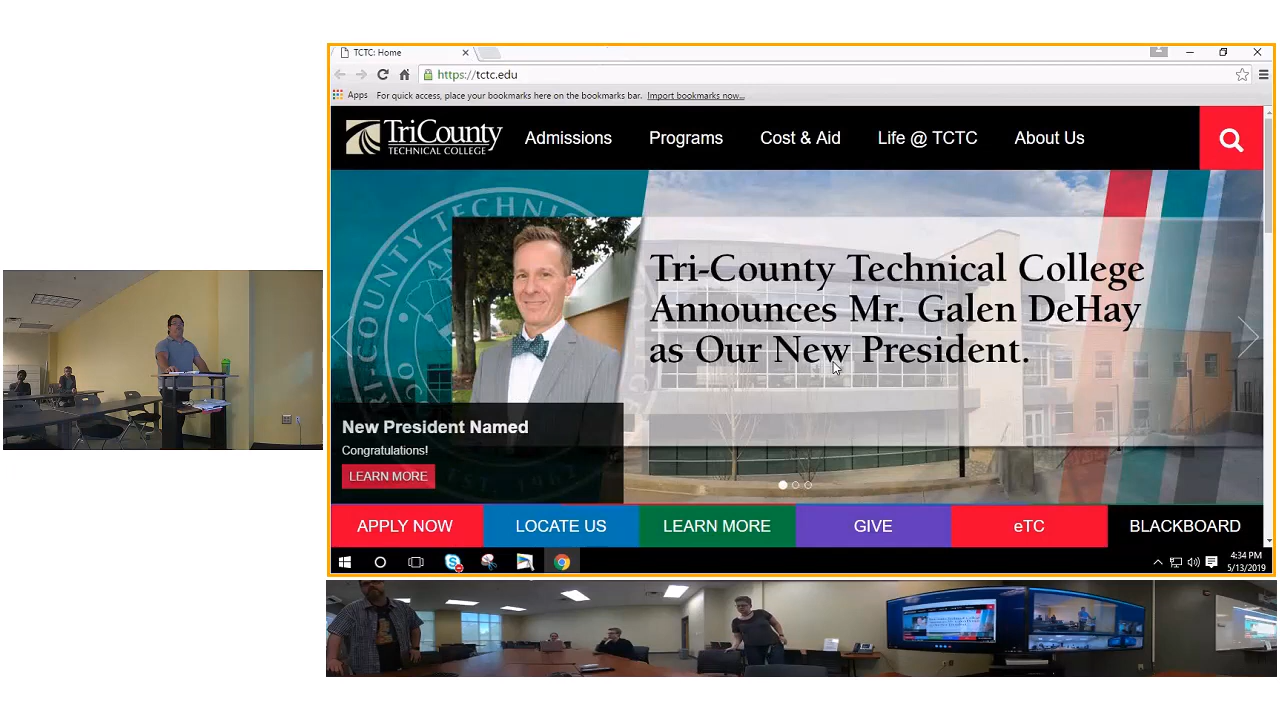 TCTC: Home
https://tctc.edu
Apps For quick access, place your bookmarks here on the bookmarks bar. Import bookmarks now...
TriCounty
TECHNICAL COLLEGE
Admissions Programs Cost & Aid Life @ TCTC About Us
Tri-County Technical College
Announces Mr. Galen DeHay
as Our New President.
New President Named
Congratulations!
LEARN MORE
APPLY NOW LOCATE US LEARN MORE GIVE eTC BLACKBOARD
4:34 PM
5/13/2019